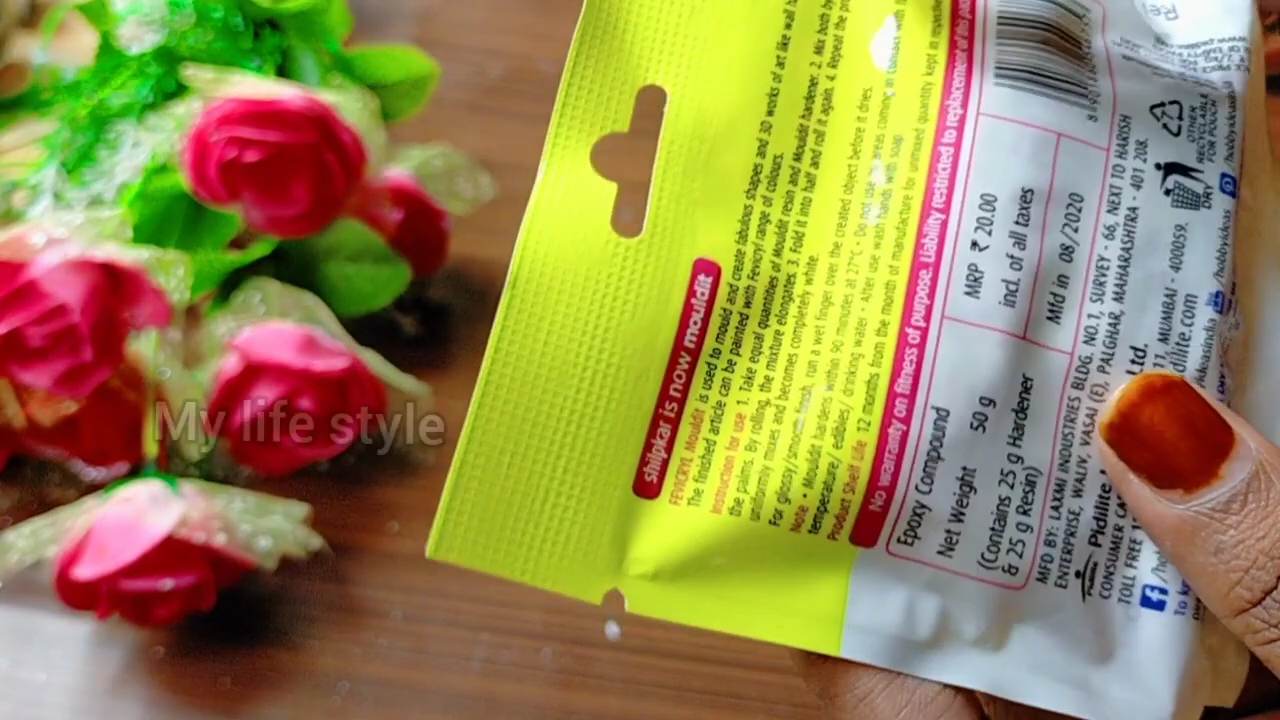 shilpkar is now mouldit
FEVICRYL Mouldit is used to mould and create fabulous shapes and 3D works of art like wall
The finished article can be painted with Fevicryl range of colours.
Instruction for use 1. Take equal quantities of Mouldit resin and Mouldit hardener. 2. Mix both by
the palms. By rolling, the mixture elongates. 3. Fold it into half and roll it again. 4. Repeat the
uniformly mixes and becomes completely white.
For glossy/smooth finish, run a wet finger over the created object before it dries.
Note • Mouldit hardens within 90 minutes at 27°C • Do not use areas coming in contact with
temperature/ edibles / drinking water • After use wash hands with soap
Product Shelf Life 12 months from the month of manufacture for unmixed quantity kept in
No warranty on fitness of purpose. Liability restricted to replacement of this
Epoxy Compound
Net Weight 50 g
(Contains 25 g Hardener
& 25 g Resin)
MRP ₹ 20.00
incl. of all taxes
Mfd in 08/2020
MFD BY: LAXMI INDUSTRIES BLDG. NO.1, SURVEY - 66, NEXT TO HARISH
ENTERPRISE, WALIV, VASAI (E), PALGHAR, MAHARASHTRA - 401 208.
Pidilite Ltd.
CONSUMER MUMBAI - 400059.
TOLL FREE
OTHER
RECYCLABLE
FOR POUCH
DRY
/hobbyideas
My life style